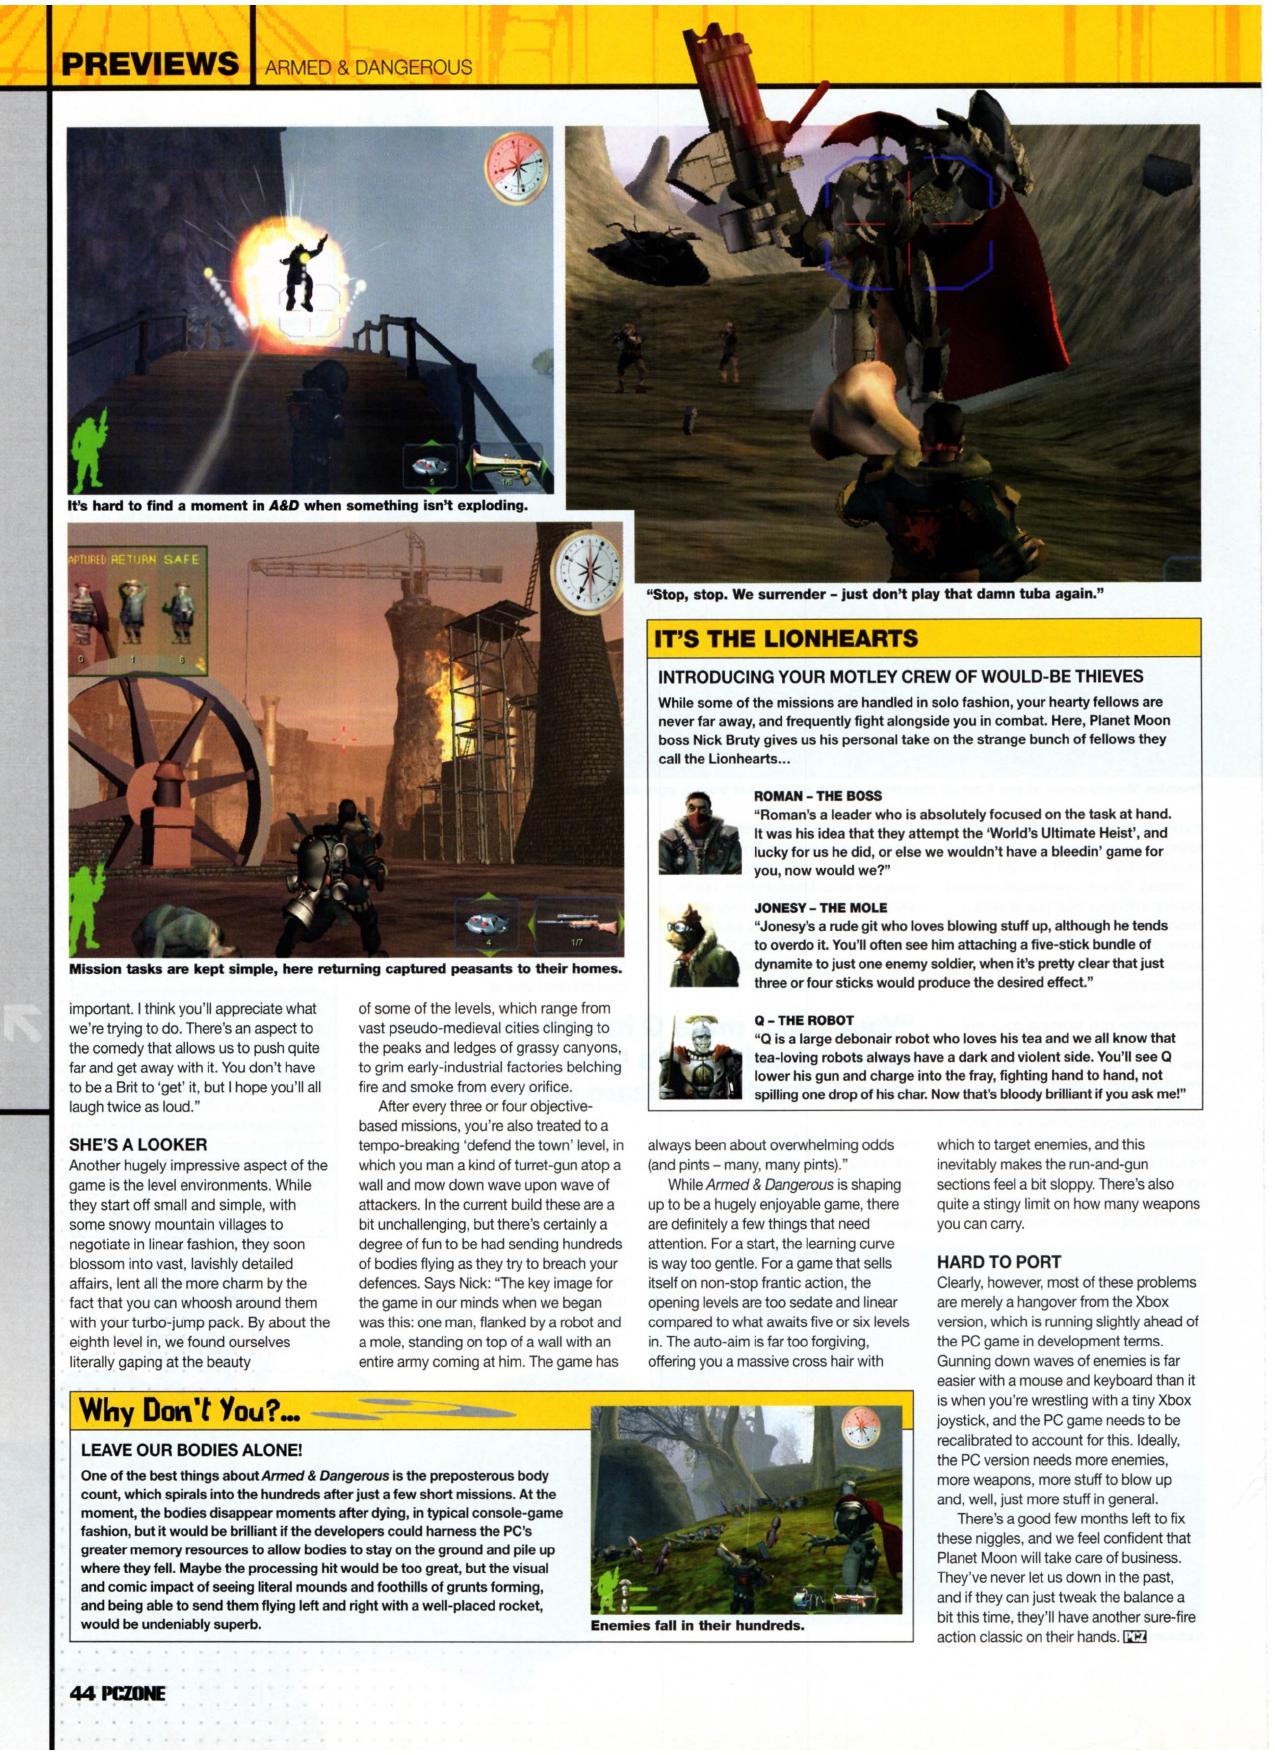 PREVIEWS ARMED & DANGEROUS
It's hard to find a moment in A&D when something isn't exploding.
"Stop, stop. We surrender – just don't play that damn tuba again."
APTURED RETURN SAFE
0 1 6
4
1/7
5
Mission tasks are kept simple, here returning captured peasants to their homes.
IT'S THE LIONHEARTS
INTRODUCING YOUR MOTLEY CREW OF WOULD-BE THIEVES
While some of the missions are handled in solo fashion, your hearty fellows are
never far away, and frequently fight alongside you in combat. Here, Planet Moon
boss Nick Bruty gives us his personal take on the strange bunch of fellows they
call the Lionhearts...
ROMAN – THE BOSS
"Roman's a leader who is absolutely focused on the task at hand.
It was his idea that they attempt the 'World's Ultimate Heist', and
lucky for us he did, or else we wouldn't have a bleedin' game for
you, now would we?"
JONESY – THE MOLE
"Jonesy's a rude git who loves blowing stuff up, although he tends
to overdo it. You'll often see him attaching a five-stick bundle of
dynamite to just one enemy soldier, when it's pretty clear that just
three or four sticks would produce the desired effect."
Q – THE ROBOT
"Q is a large debonair robot who loves his tea and we all know that
tea-loving robots always have a dark and violent side. You'll see Q
lower his gun and charge into the fray, fighting hand to hand, not
spilling one drop of his char. Now that's bloody brilliant if you ask me!"
important. I think you'll appreciate what
we're trying to do. There's an aspect to
the comedy that allows us to push quite
far and get away with it. You don't have
to be a Brit to 'get' it, but I hope you'll all
laugh twice as loud."
SHE'S A LOOKER
Another hugely impressive aspect of the
game is the level environments. While
they start off small and simple, with
some snowy mountain villages to
negotiate in linear fashion, they soon
blossom into vast, lavishly detailed
affairs, lent all the more charm by the
fact that you can whoosh around them
with your turbo-jump pack. By about the
eighth level in, we found ourselves
literally gaping at the beauty
of some of the levels, which range from
vast pseudo-medieval cities clinging to
the peaks and ledges of grassy canyons,
to grim early-industrial factories belching
fire and smoke from every orifice.
After every three or four objective-
based missions, you're also treated to a
tempo-breaking 'defend the town' level, in
which you man a kind of turret-gun atop a
wall and mow down wave upon wave of
attackers. In the current build these are a
bit unchallenging, but there's certainly a
degree of fun to be had sending hundreds
of bodies flying as they try to breach your
defences. Says Nick: "The key image for
the game in our minds when we began
was this: one man, flanked by a robot and
a mole, standing on top of a wall with an
entire army coming at him. The game has
always been about overwhelming odds
(and pints – many, many pints)."
While Armed & Dangerous is shaping
up to be a hugely enjoyable game, there
are definitely a few things that need
attention. For a start, the learning curve
is way too gentle. For a game that sells
itself on non-stop frantic action, the
opening levels are too sedate and linear
compared to what awaits five or six levels
in. The auto-aim is far too forgiving,
offering you a massive cross hair with
which to target enemies, and this
inevitably makes the run-and-gun
sections feel a bit sloppy. There's also
quite a stingy limit on how many weapons
you can carry.
HARD TO PORT
Clearly, however, most of these problems
are merely a hangover from the Xbox
version, which is running slightly ahead of
the PC game in development terms.
Gunning down waves of enemies is far
easier with a mouse and keyboard than it
is when you're wrestling with a tiny Xbox
joystick, and the PC game needs to be
recalibrated to account for this. Ideally,
the PC version needs more enemies,
more weapons, more stuff to blow up
and, well, just more stuff in general.
There's a good few months left to fix
these niggles, and we feel confident that
Planet Moon will take care of business.
They've never let us down in the past,
and if they can just tweak the balance a
bit this time, they'll have another sure-fire
action classic on their hands. PCZ
Why Don't You?...
LEAVE OUR BODIES ALONE!
One of the best things about Armed & Dangerous is the preposterous body
count, which spirals into the hundreds after just a few short missions. At the
moment, the bodies disappear moments after dying, in typical console-game
fashion, but it would be brilliant if the developers could harness the PC's
greater memory resources to allow bodies to stay on the ground and pile up
where they fell. Maybe the processing hit would be too great, but the visual
and comic impact of seeing literal mounds and foothills of grunts forming,
and being able to send them flying left and right with a well-placed rocket,
would be undeniably superb.
Enemies fall in their hundreds.
44 PCZONE